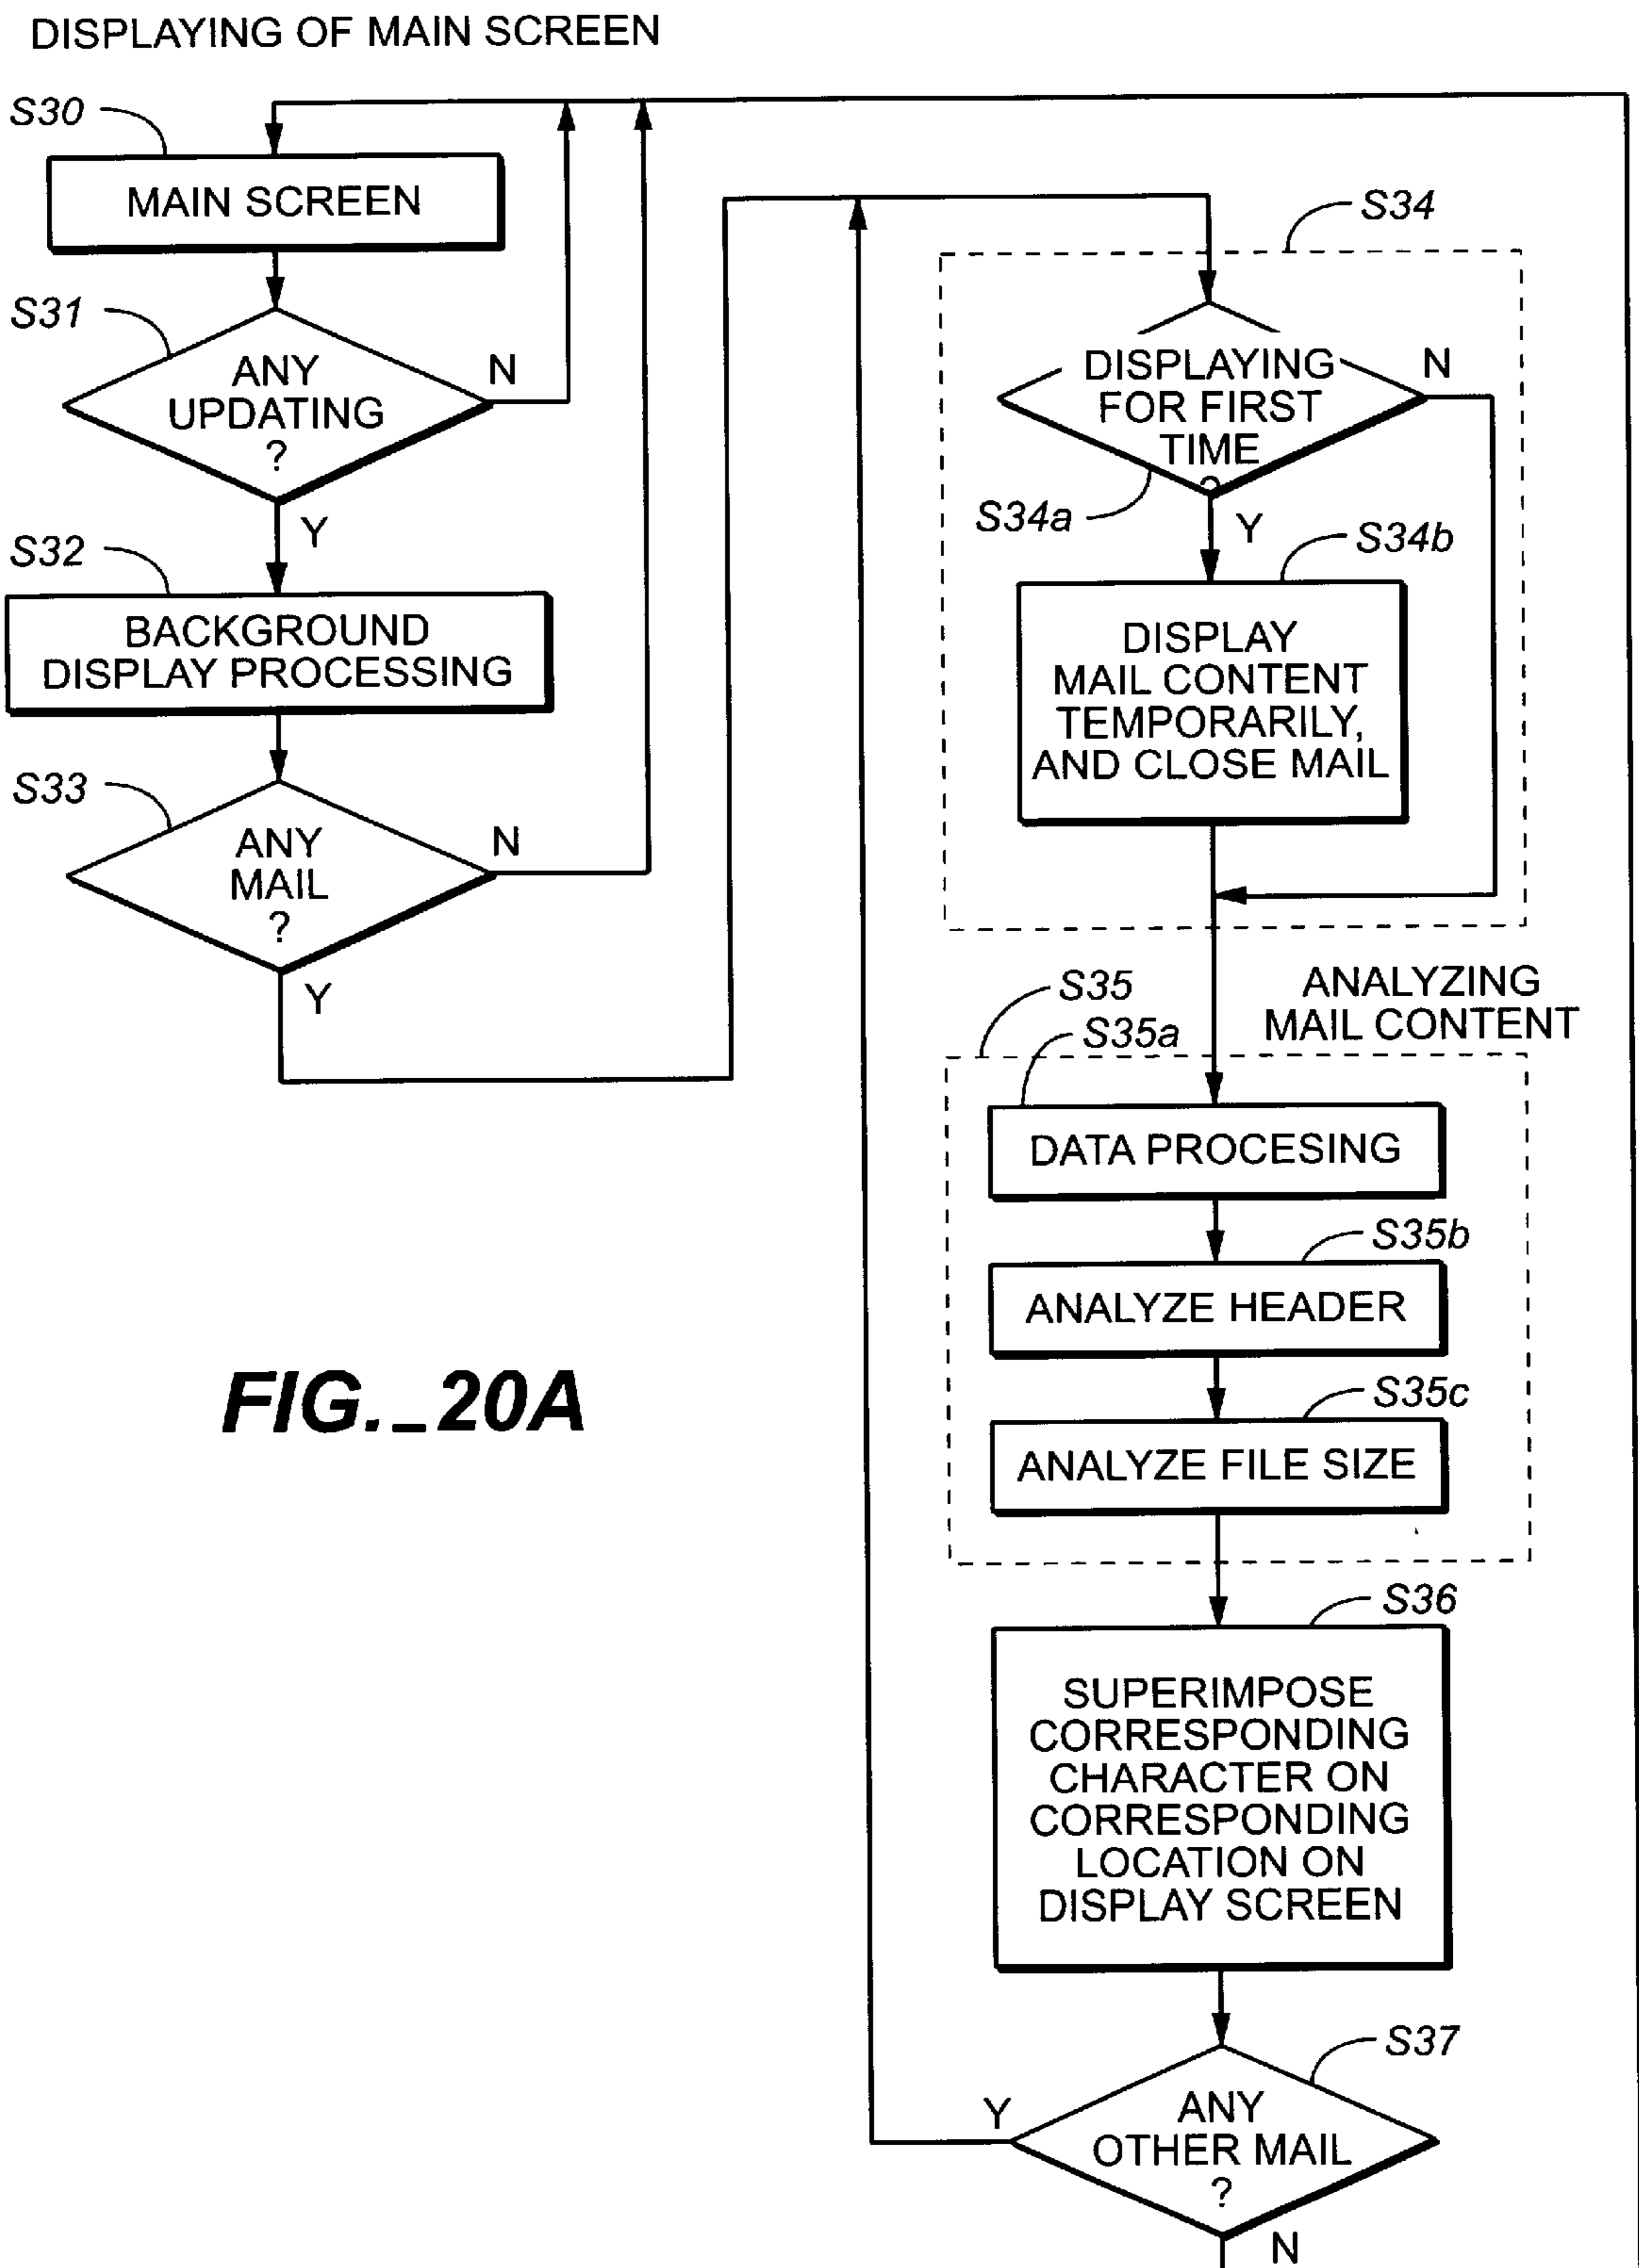 DISPLAYING OF MAIN SCREEN
S30
MAIN SCREEN
S31
ANY
UPDATING
?
N
Y
S32
BACKGROUND
DISPLAY PROCESSING
S33
ANY
MAIL
?
N
Y
S34
DISPLAYING
FOR FIRST
TIME
?
N
S34a
Y
S34b
DISPLAY
MAIL CONTENT
TEMPORARILY,
AND CLOSE MAIL
S35
ANALYZING
MAIL CONTENT
S35a
DATA PROCESING
S35b
ANALYZE HEADER
S35c
ANALYZE FILE SIZE
S36
SUPERIMPOSE
CORRESPONDING
CHARACTER ON
CORRESPONDING
LOCATION ON
DISPLAY SCREEN
S37
Y
ANY
OTHER MAIL
?
N
FIG._20A